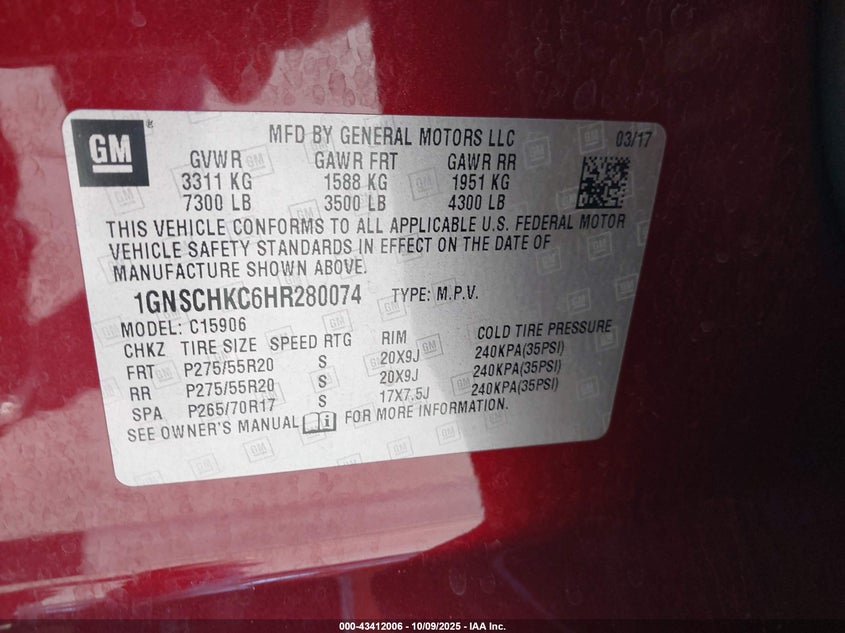 GM
MFD BY GENERAL MOTORS LLC 03/17
GVWR GAWR FRT GAWR RR
3311 KG 1588 KG 1951 KG
7300 LB 3500 LB 4300 LB
THIS VEHICLE CONFORMS TO ALL APPLICABLE U.S. FEDERAL MOTOR
VEHICLE SAFETY STANDARDS IN EFFECT ON THE DATE OF
MANUFACTURE SHOWN ABOVE.
1GNSCHKC6HR280074 TYPE: M.P.V.
MODEL: C15906
CHKZ TIRE SIZE SPEED RTG RIM COLD TIRE PRESSURE
FRT P275/55R20 S 20X9J 240KPA(35PSI)
RR P275/55R20 S 20X9J 240KPA(35PSI)
SPA P265/70R17 S 17X7.5J 240KPA(35PSI)
SEE OWNER'S MANUAL FOR MORE INFORMATION.
000-43412006 - 10/09/2025 - IAA Inc.